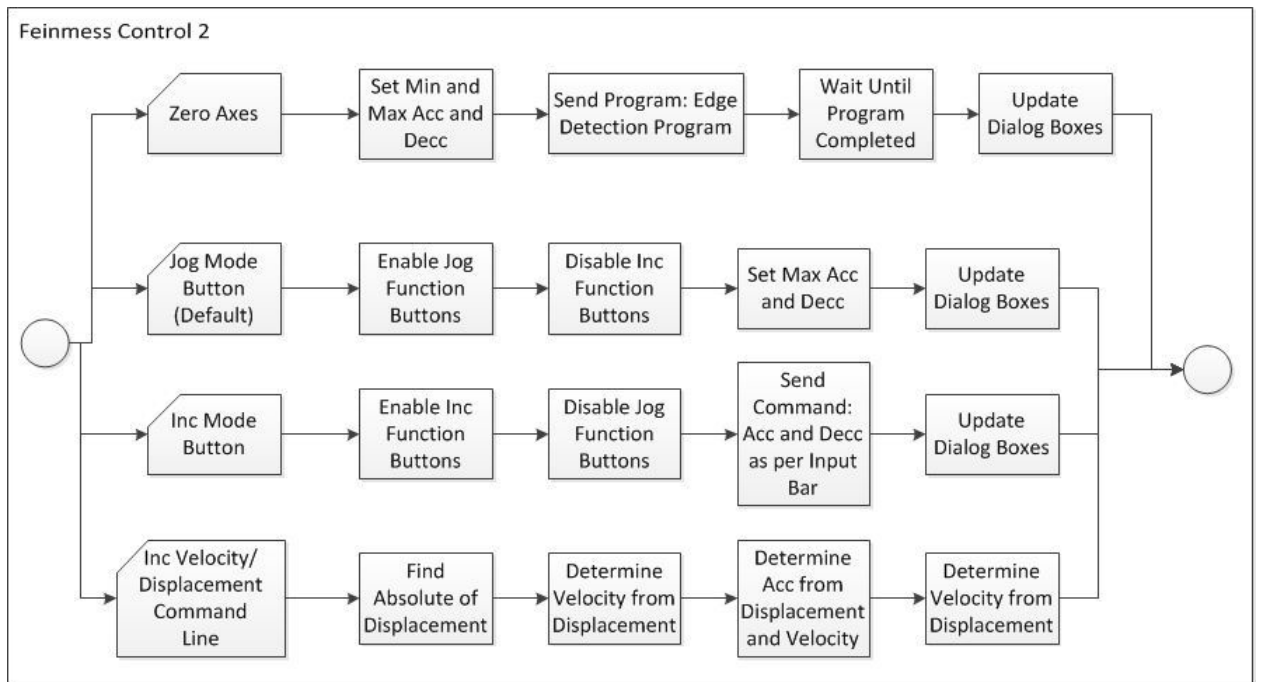 Feinmess Control 2
Zero Axes
Set Min and
Max Acc and
Decc
Send Program: Edge
Detection Program
Wait Until
Program
Completed
Update
Dialog Boxes
Jog Mode
Button
(Default)
Enable Jog
Function
Buttons
Disable Inc
Function
Buttons
Set Max Acc
and Decc
Update
Dialog Boxes
Inc Mode
Button
Enable Inc
Function
Buttons
Disable Jog
Function
Buttons
Send
Command:
Acc and Decc
as per Input
Bar
Update
Dialog Boxes
Inc Velocity/
Displacement
Command
Line
Find
Absolute of
Displacement
Determine
Velocity from
Displacement
Determine
Acc from
Displacement
and Velocity
Determine
Velocity from
Displacement